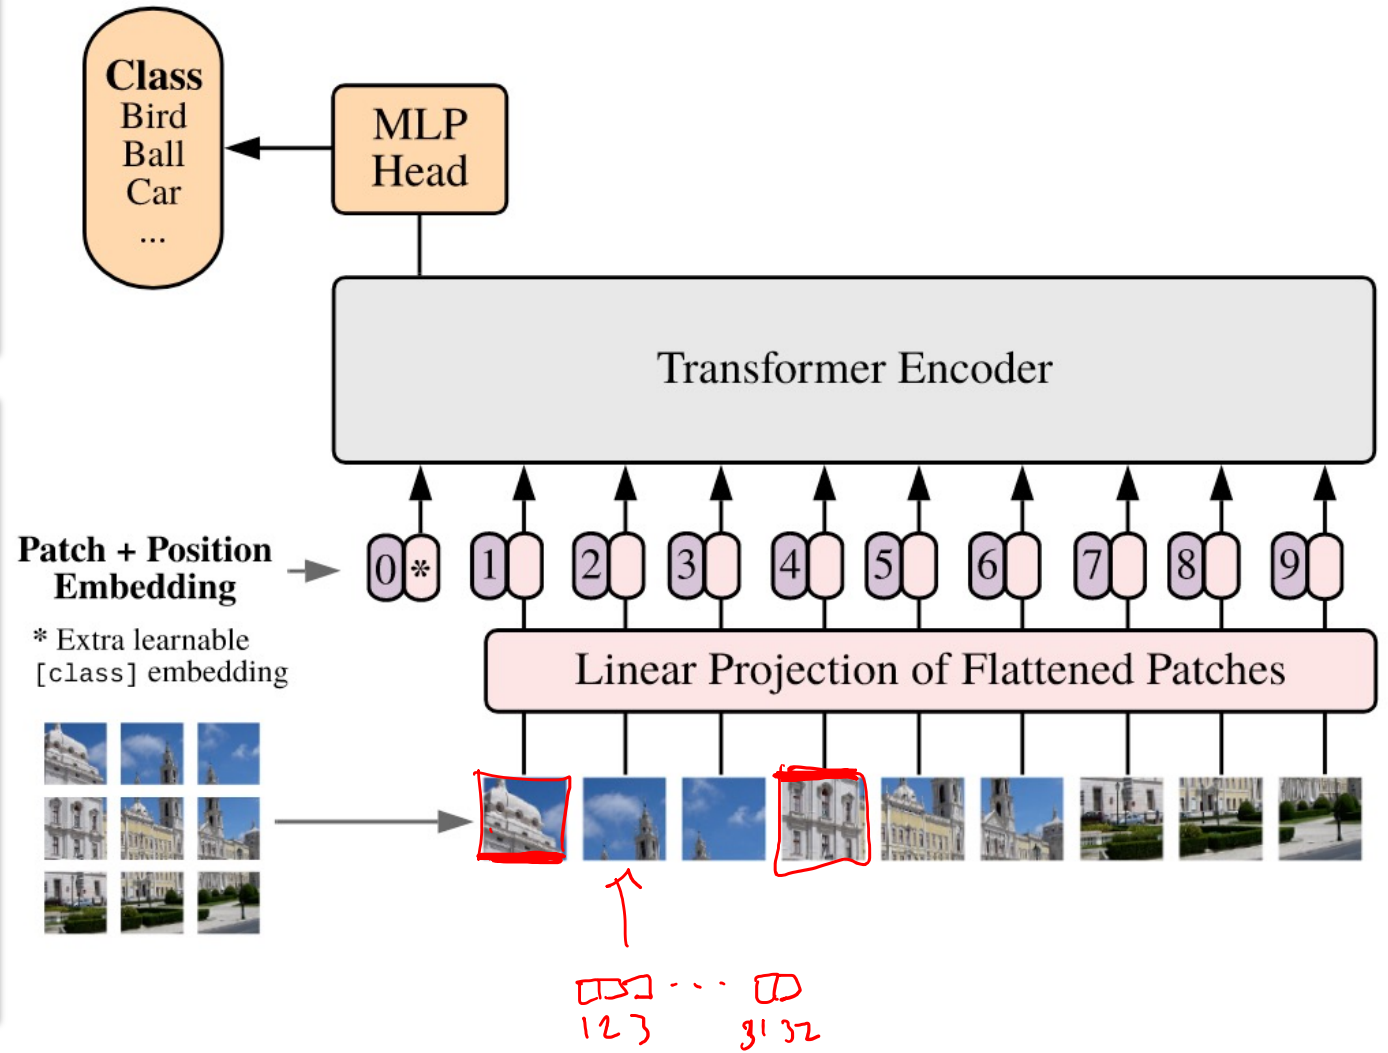 Class
Bird
Ball
Car
...
MLP
Head
Transformer Encoder
Patch + Position
Embedding
0 * 1 2 3 4 5 6 7 8 9
* Extra learnable
[class] embedding
Linear Projection of Flattened Patches
...
1 2 3 31 32